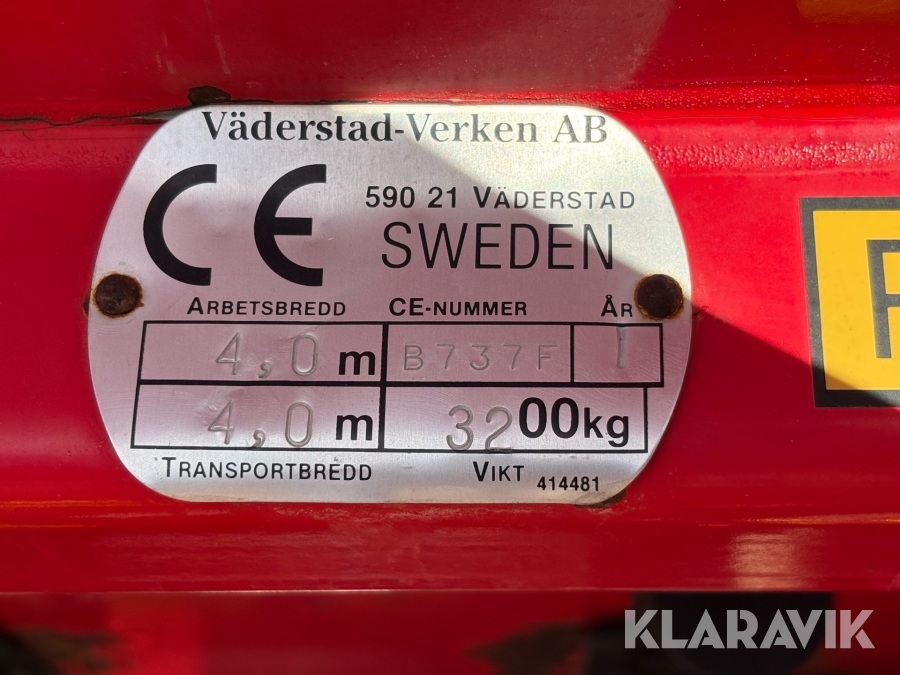 Väderstad-Verken AB
CE
590 21 VÄDERSTAD
SWEDEN
ARBETSBREDD CE-NUMMER ÅR
4,0 m B737F 1
4,0 m 3200kg
TRANSPORTBREDD VIKT 414481
KLARAVIK